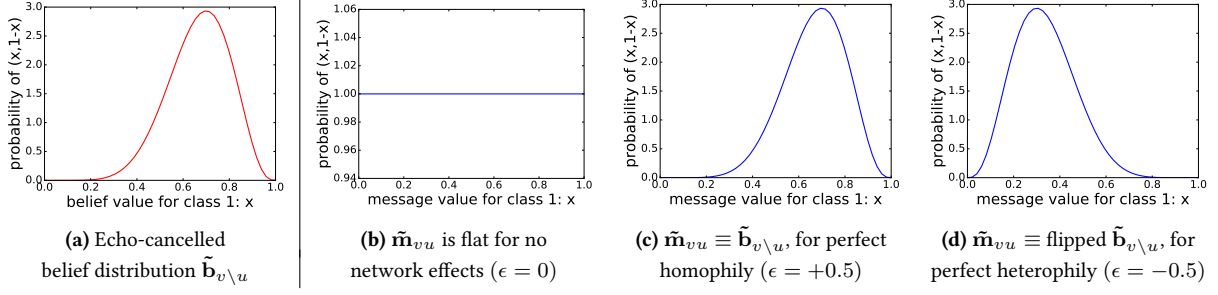 probability of (x,1-x)
3.0
2.5
2.0
1.5
1.0
0.5
0.0
0.0 0.2 0.4 0.6 0.8 1.0
belief value for class 1: x
(a) Echo-cancelled
belief distribution b̃_{v\u}
probability of (x,1-x)
1.06
1.04
1.02
1.00
0.98
0.96
0.94
0.0 0.2 0.4 0.6 0.8 1.0
message value for class 1: x
(b) m̃_{vu} is flat for no
network effects (ϵ = 0)
probability of (x,1-x)
3.0
2.5
2.0
1.5
1.0
0.5
0.0
0.0 0.2 0.4 0.6 0.8 1.0
message value for class 1: x
(c) m̃_{vu} ≡ b̃_{v\u}, for perfect
homophily (ϵ = +0.5)
probability of (x,1-x)
3.0
2.5
2.0
1.5
1.0
0.5
0.0
0.0 0.2 0.4 0.6 0.8 1.0
message value for class 1: x
(d) m̃_{vu} ≡ flipped b̃_{v\u}, for
perfect heterophily (ϵ = −0.5)